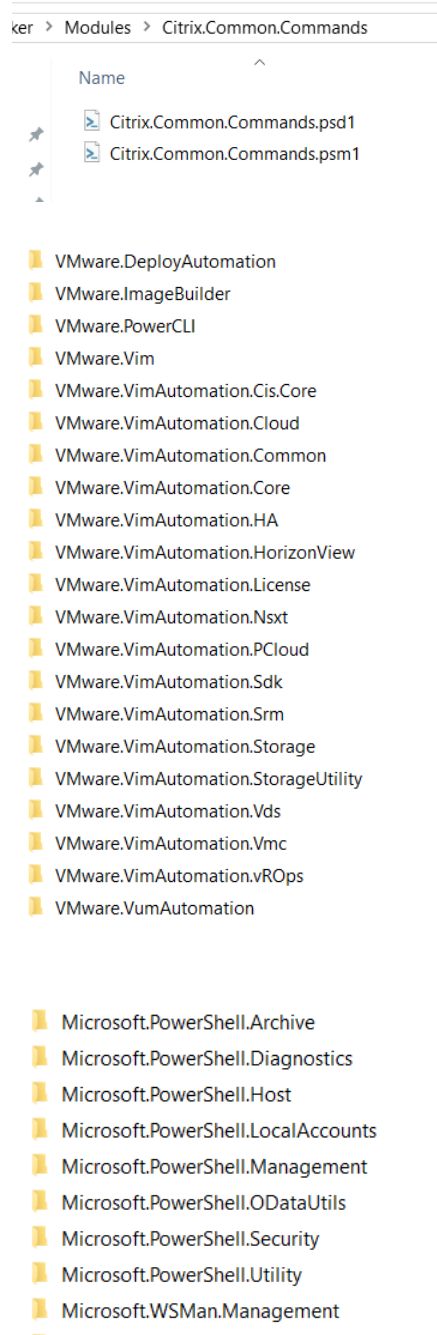 ker > Modules > Citrix.Common.Commands
Name
Citrix.Common.Commands.psd1
Citrix.Common.Commands.psm1
VMware.DeployAutomation
VMware.ImageBuilder
VMware.PowerCLI
VMware.Vim
VMware.VimAutomation.Cis.Core
VMware.VimAutomation.Cloud
VMware.VimAutomation.Common
VMware.VimAutomation.Core
VMware.VimAutomation.HA
VMware.VimAutomation.HorizonView
VMware.VimAutomation.License
VMware.VimAutomation.Nsxt
VMware.VimAutomation.PCloud
VMware.VimAutomation.Sdk
VMware.VimAutomation.Srm
VMware.VimAutomation.Storage
VMware.VimAutomation.StorageUtility
VMware.VimAutomation.Vds
VMware.VimAutomation.Vmc
VMware.VimAutomation.vROps
VMware.VumAutomation
Microsoft.PowerShell.Archive
Microsoft.PowerShell.Diagnostics
Microsoft.PowerShell.Host
Microsoft.PowerShell.LocalAccounts
Microsoft.PowerShell.Management
Microsoft.PowerShell.ODataUtils
Microsoft.PowerShell.Security
Microsoft.PowerShell.Utility
Microsoft.WSMan.Management